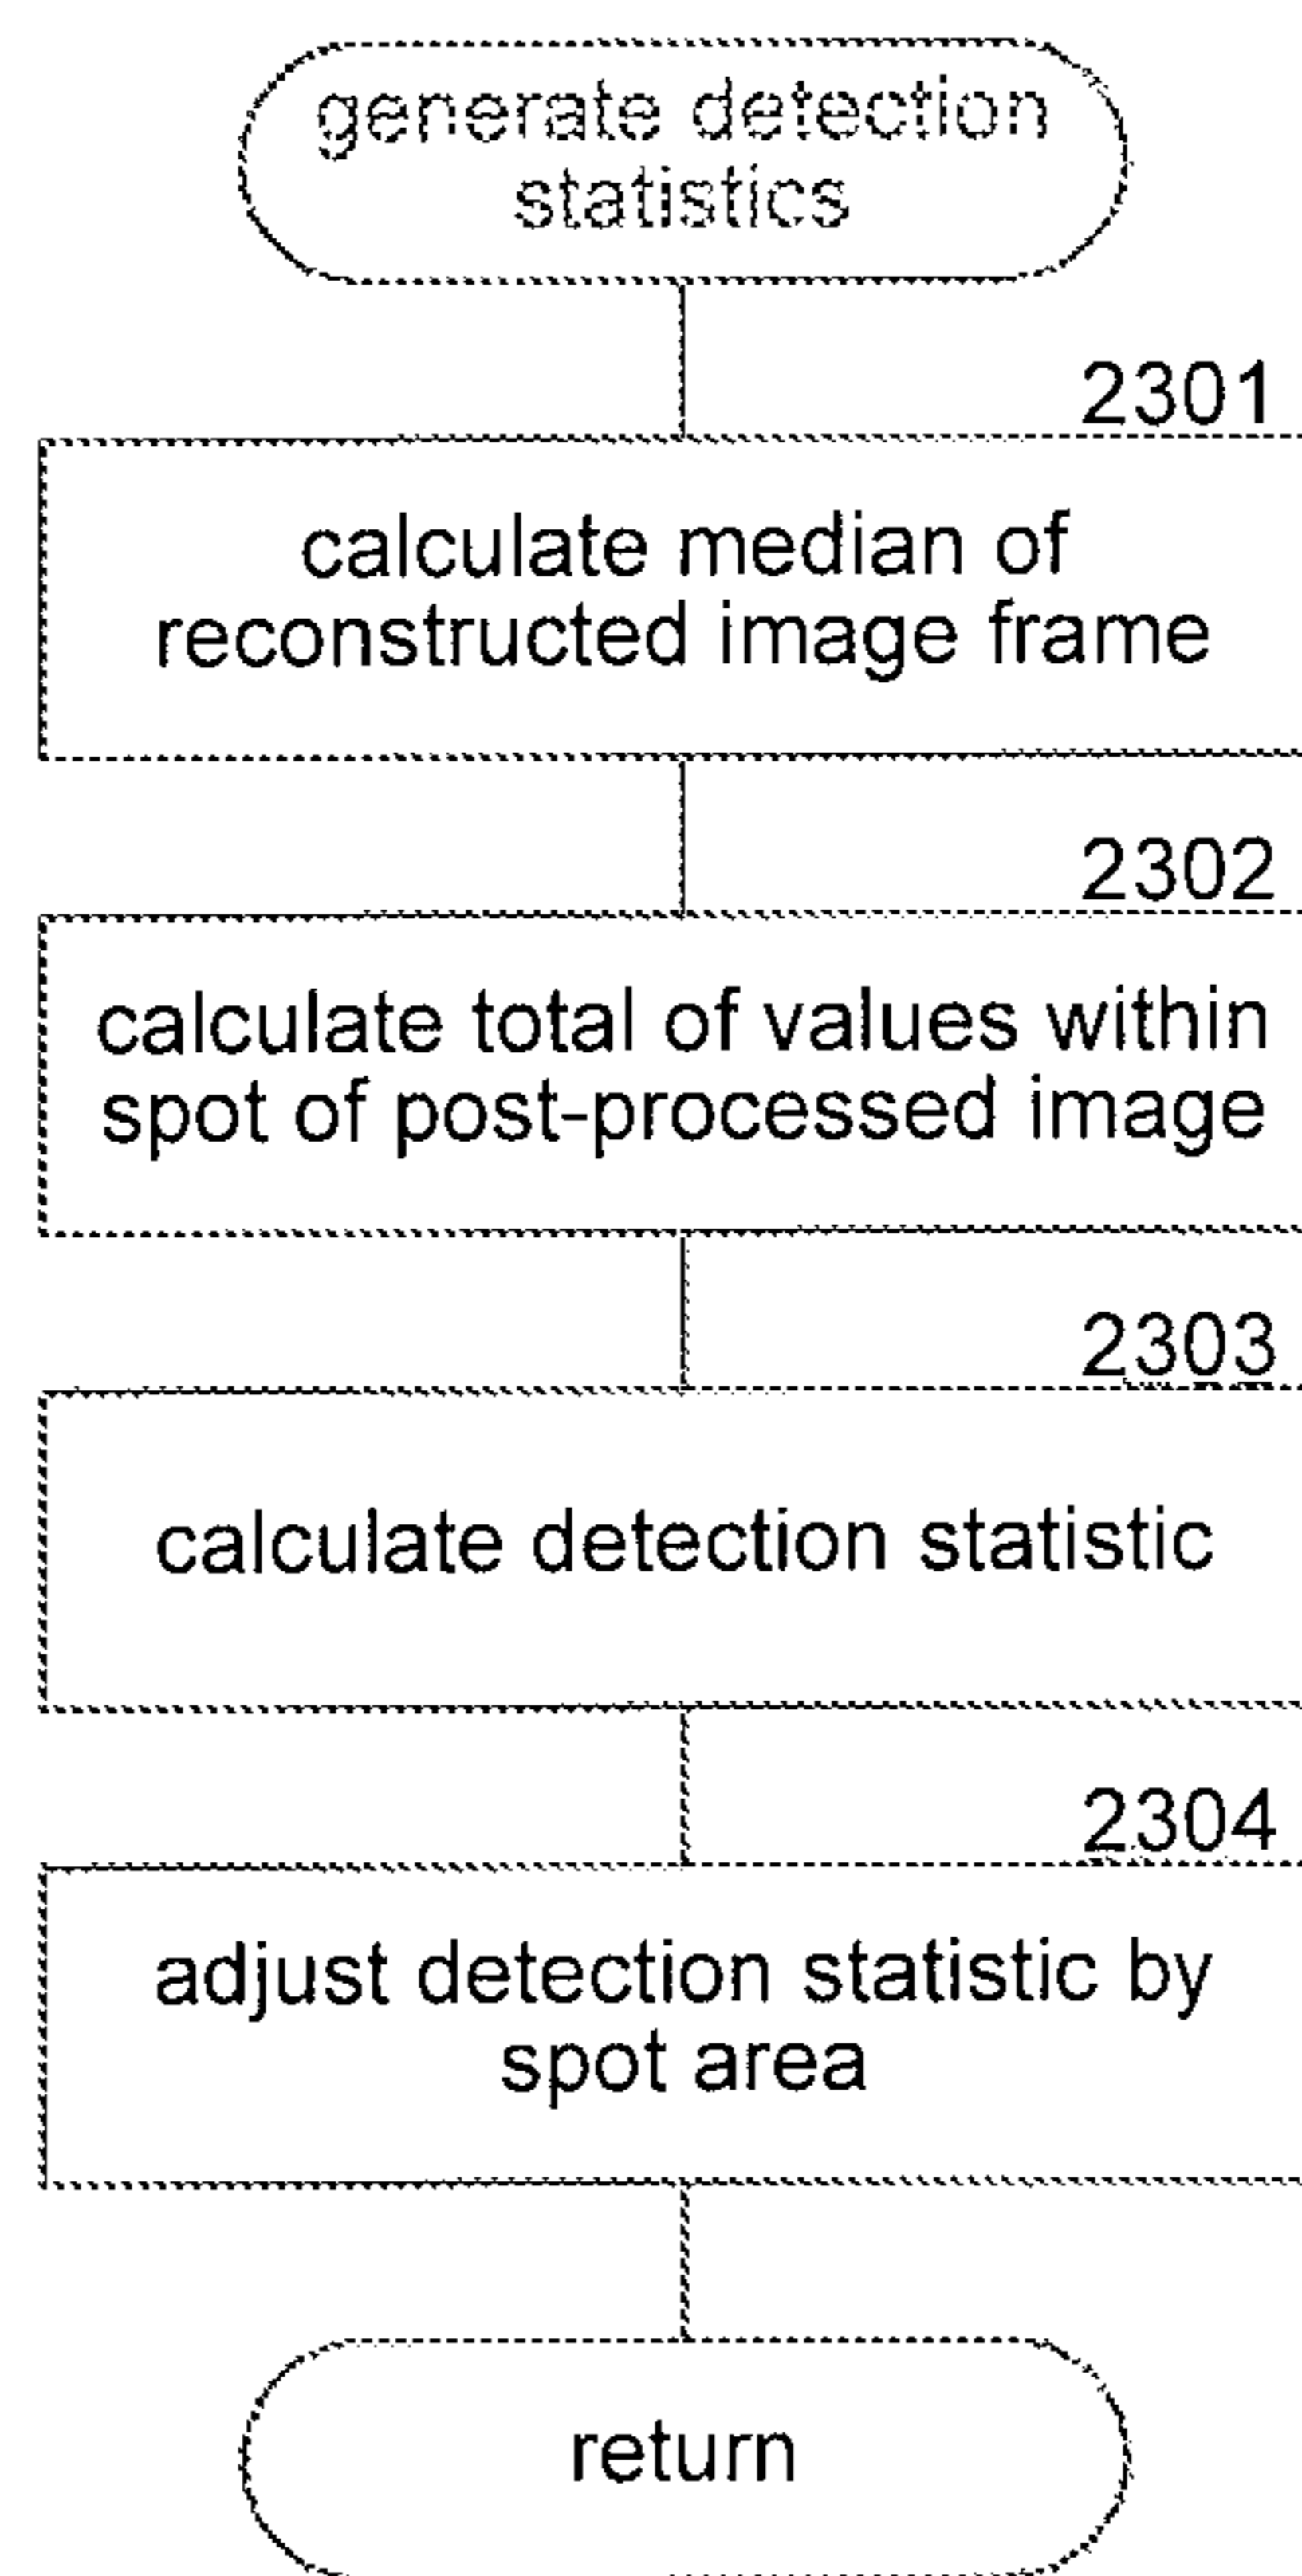 generate detection
statistics
2301
calculate median of
reconstructed image frame
2302
calculate total of values within
spot of post-processed image
2303
calculate detection statistic
2304
adjust detection statistic by
spot area
return